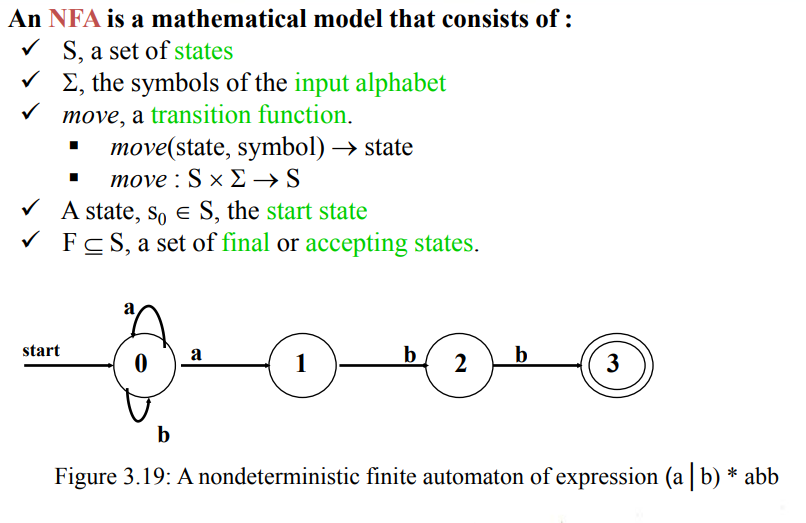 An NFA is a mathematical model that consists of :
✓ S, a set of states
✓ Σ, the symbols of the input alphabet
✓ move, a transition function.
▪ move(state, symbol) → state
▪ move : S × Σ → S
✓ A state, s₀ ∈ S, the start state
✓ F ⊆ S, a set of final or accepting states.
a
start
0
a
1
b
2
b
3
b
Figure 3.19: A nondeterministic finite automaton of expression (a│b) * abb